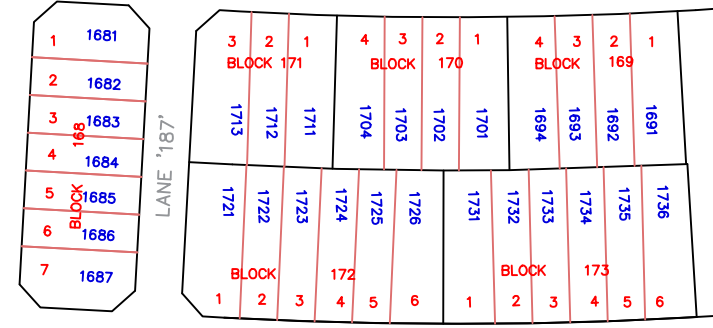 1 1681
2 1682
3 1683
4 1684
5 1685
6 1686
7 1687
BLOCK 168
LANE '187'
3 2 1
BLOCK 171
1713 1712 1711
4 3 2 1
BLOCK 170
1704 1703 1702 1701
4 3 2 1
BLOCK 169
1694 1693 1692 1691
1721 1722 1723 1724 1725 1726
BLOCK 172
1 2 3 4 5 6
1731 1732 1733 1734 1735 1736
BLOCK 173
1 2 3 4 5 6